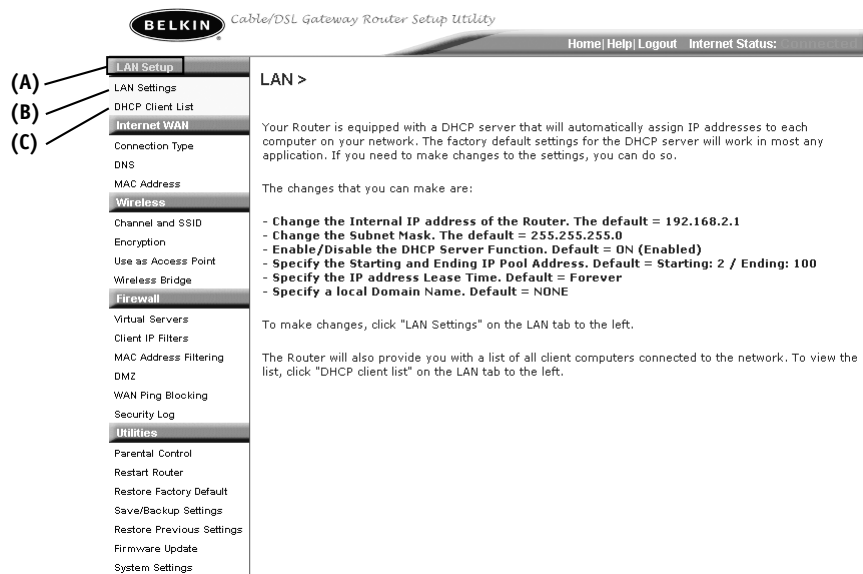 BELKIN
Cable/DSL Gateway Router Setup Utility
Home| Help| Logout Internet Status: Connected
(A)
(B)
(C)
LAN Setup
LAN Settings
DHCP Client List
Internet WAN
Connection Type
DNS
MAC Address
Wireless
Channel and SSID
Encryption
Use as Access Point
Wireless Bridge
Firewall
Virtual Servers
Client IP Filters
MAC Address Filtering
DMZ
WAN Ping Blocking
Security Log
Utilities
Parental Control
Restart Router
Restore Factory Default
Save/Backup Settings
Restore Previous Settings
Firmware Update
System Settings
LAN >
Your Router is equipped with a DHCP server that will automatically assign IP addresses to each
computer on your network. The factory default settings for the DHCP server will work in most any
application. If you need to make changes to the settings, you can do so.
The changes that you can make are:
- Change the Internal IP address of the Router. The default = 192.168.2.1
- Change the Subnet Mask. The default = 255.255.255.0
- Enable/Disable the DHCP Server Function. Default = ON (Enabled)
- Specify the Starting and Ending IP Pool Address. Default = Starting: 2 / Ending: 100
- Specify the IP address Lease Time. Default = Forever
- Specify a local Domain Name. Default = NONE
To make changes, click "LAN Settings" on the LAN tab to the left.
The Router will also provide you with a list of all client computers connected to the network. To view the
list, click "DHCP client list" on the LAN tab to the left.